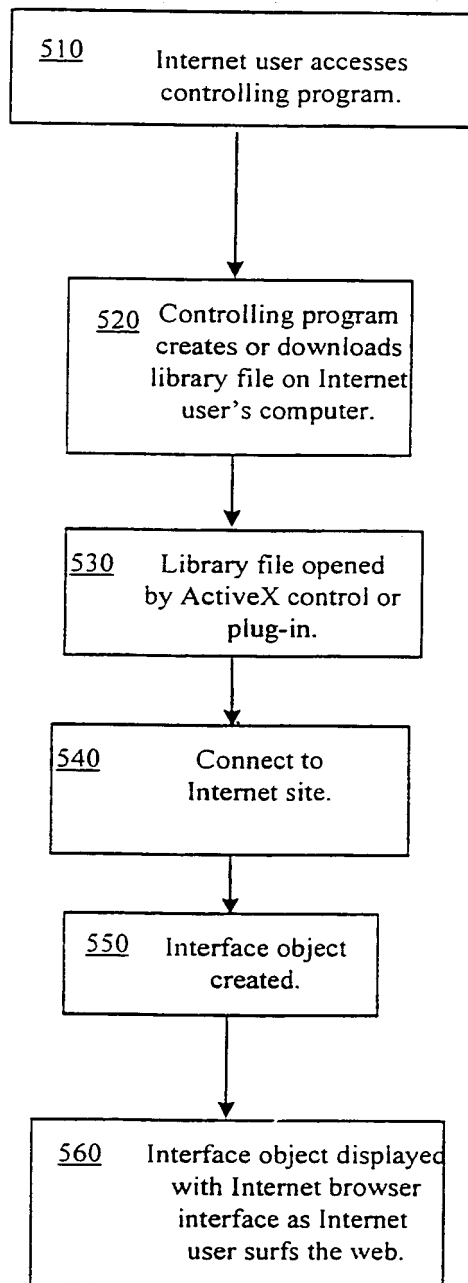 510 Internet user accesses
controlling program.
520 Controlling program
creates or downloads
library file on Internet
user's computer.
530 Library file opened
by ActiveX control or
plug-in.
540 Connect to
Internet site.
550 Interface object
created.
560 Interface object displayed
with Internet browser
interface as Internet
user surfs the web.